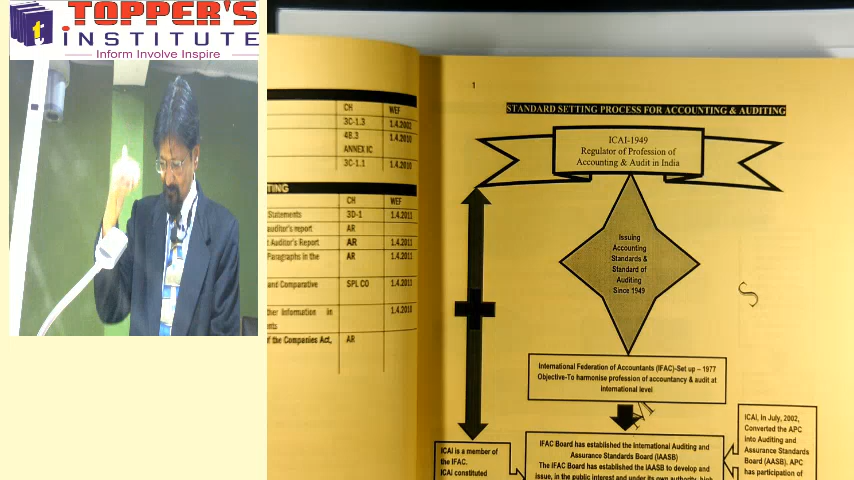 TOPPER'S
iNSTITUTE
Inform Involve Inspire
t
CH WEF
3C-1.3 1.4.2002
4B.3 1.4.2010
ANNEX IC
3C-1.1 1.4.2010
TING
CH WEF
Statements 3D-1 1.4.2011
auditor's report AR
Auditor's Report AR 1.4.2011
Paragraphs in the AR 1.4.2011
and Comparative SPL CO 1.4.2011
her Information in 1.4.2010
nts
f the Companies Act, AR
1
STANDARD SETTING PROCESS FOR ACCOUNTING & AUDITING
ICAI-1949
Regulator of Profession of
Accounting & Audit in India
Issuing
Accounting
Standards &
Standard of
Auditing
Since 1949
S
International Federation of Accountants (IFAC)-Set up – 1977
Objective-To harmonise profession of accountancy & audit at
international level.
M
ICAI is a member of
the IFAC.
ICAI constituted
IFAC Board has established the International Auditing and
Assurance Standards Board (IAASB)
The IFAC Board has established the IAASB to develop and
issue, in the public interest and under its own authority, high
ICAI, In July, 2002,
Converted the APC
into Auditing and
Assurance Standards
Board (AASB), APC
has participation of